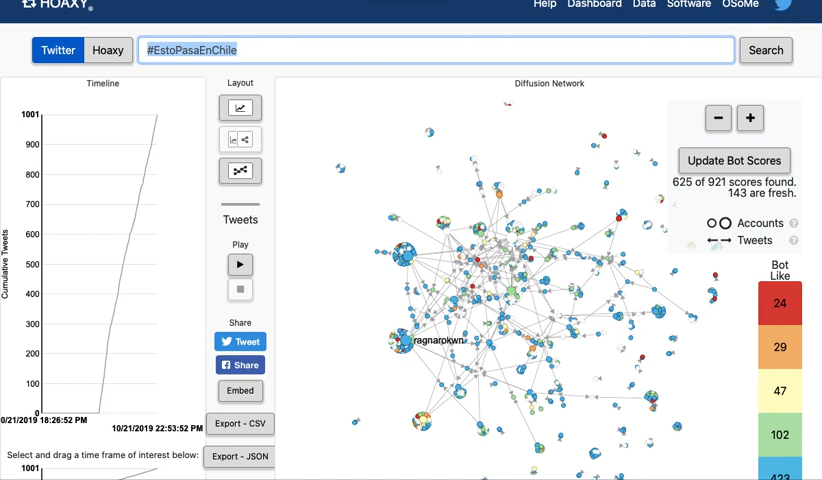 HOAXY®
Help Dashboard Data Software OSoMe
Twitter Hoaxy #EstoPasaEnChile Search
Timeline
Layout
Diffusion Network
1001
900
800
700
600
500
400
300
200
100
0
Cumulative Tweets
0/21/2019 18:26:52 PM
10/21/2019 22:53:52 PM
Select and drag a time frame of interest below:
1001
Tweets
Play
Share
Tweet
Share
Embed
Export - CSV
Export - JSON
ragnarokwn
− +
Update Bot Scores
625 of 921 scores found.
143 are fresh.
Accounts ?
Tweets ?
Bot
Like
24
29
47
102
423